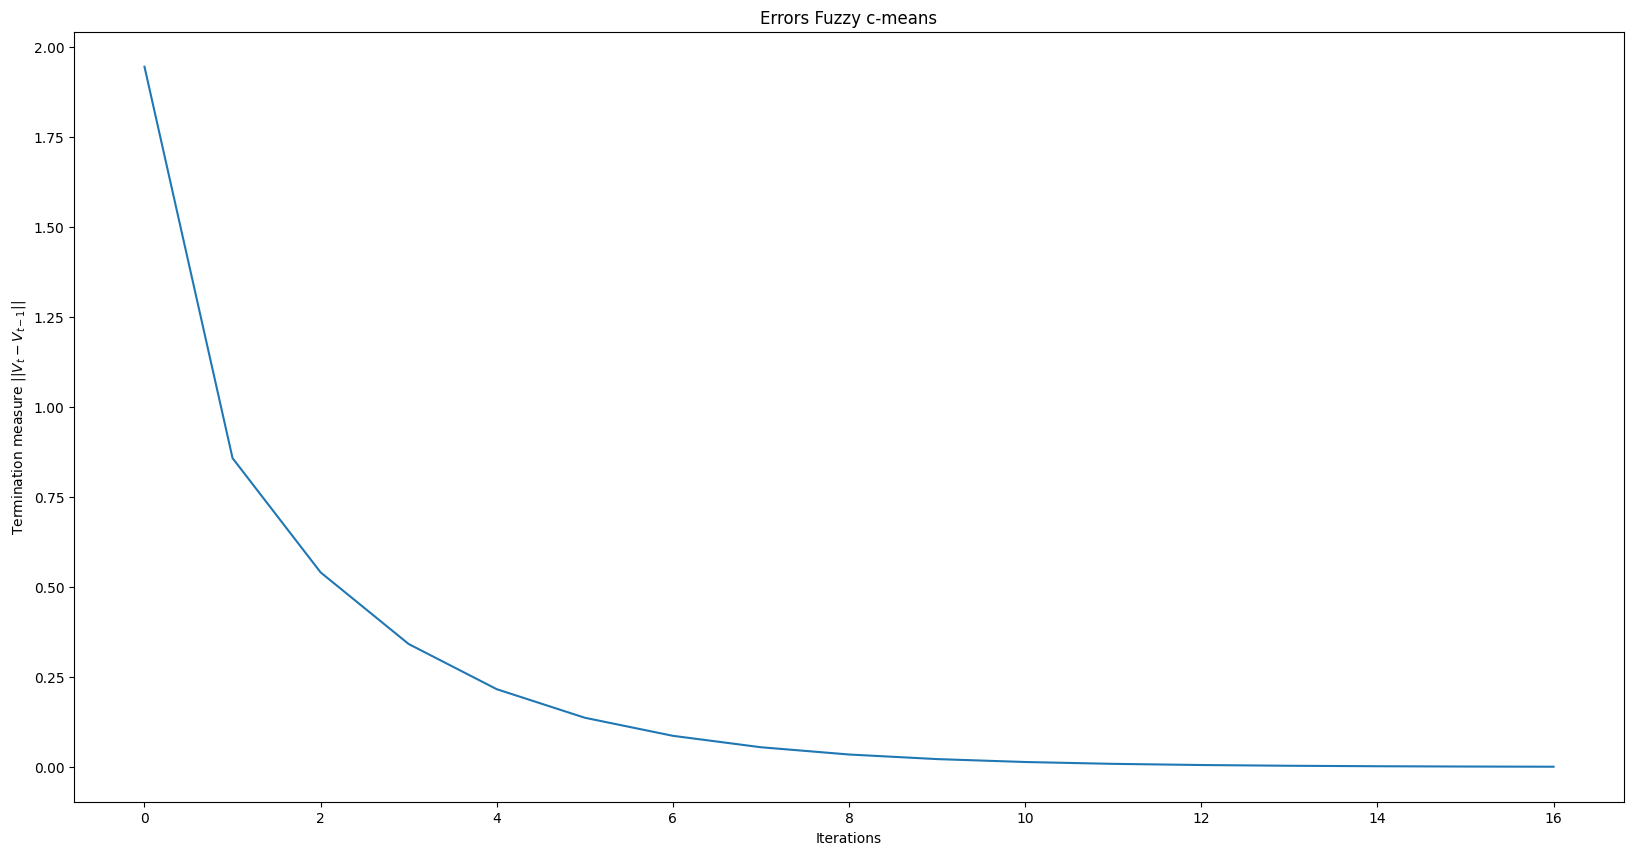 Errors Fuzzy c-means
2.00
1.75
1.50
1.25
1.00
0.75
0.50
0.25
0.00
Termination measure ||V_t − V_{t−1}||
0 2 4 6 8 10 12 14 16
Iterations